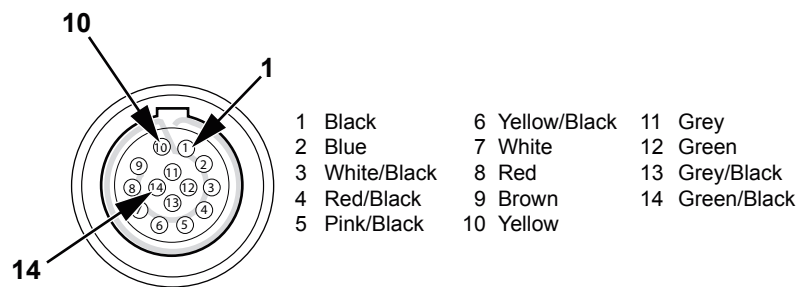 10
1
10 1
9 2
11
8 14 12 3
13
7 4
6 5
14
1 Black 6 Yellow/Black 11 Grey
2 Blue 7 White 12 Green
3 White/Black 8 Red 13 Grey/Black
4 Red/Black 9 Brown 14 Green/Black
5 Pink/Black 10 Yellow